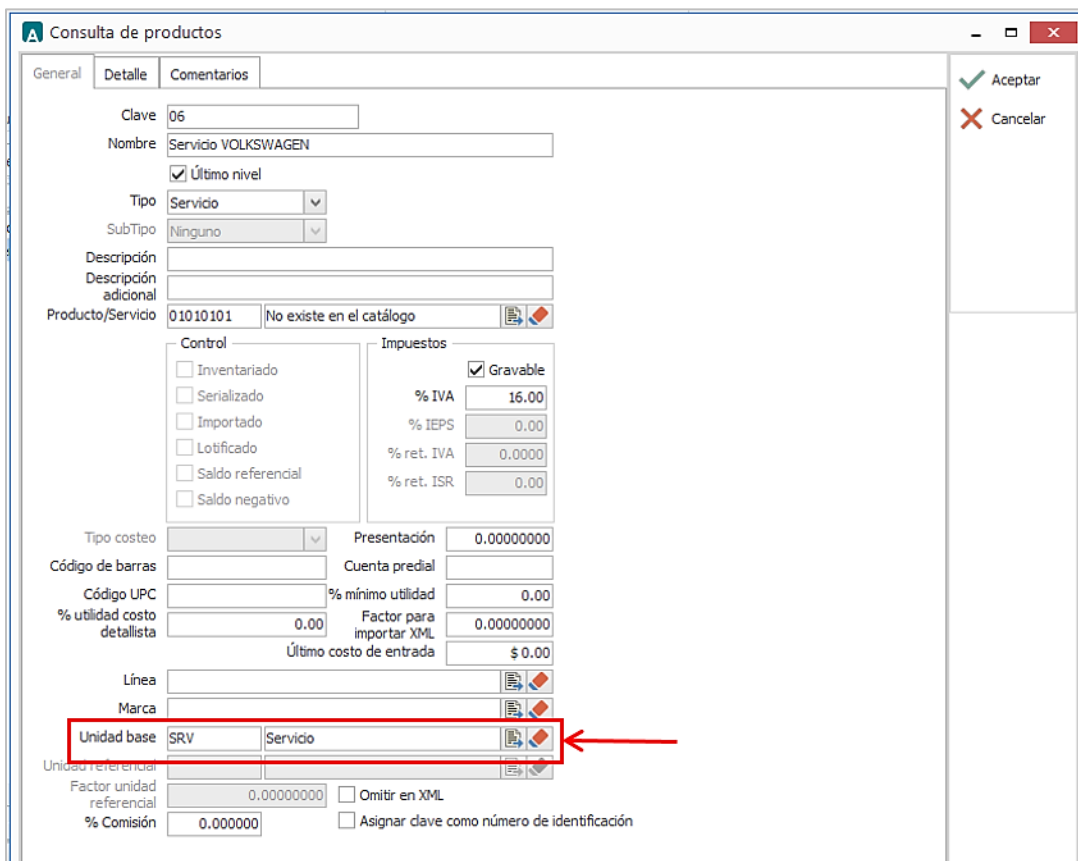 Consulta de productos
General Detalle Comentarios
Aceptar
Cancelar
Clave 06
Nombre Servicio VOLKSWAGEN
Último nivel
Tipo Servicio
SubTipo Ninguno
Descripción
Descripción
adicional
Producto/Servicio 01010101 No existe en el catálogo
Control
Inventariado
Serializado
Importado
Lotificado
Saldo referencial
Saldo negativo
Impuestos
Gravable
% IVA 16.00
% IEPS 0.00
% ret. IVA 0.0000
% ret. ISR 0.00
Tipo costeo Presentación 0.00000000
Código de barras Cuenta predial
Código UPC % mínimo utilidad 0.00
% utilidad costo
detallista 0.00 Factor para
importar XML 0.00000000
Último costo de entrada $ 0.00
Línea
Marca
Unidad base SRV Servicio
Unidad referencial
Factor unidad
referencial 0.00000000 Omitir en XML
% Comisión 0.000000 Asignar clave como número de identificación